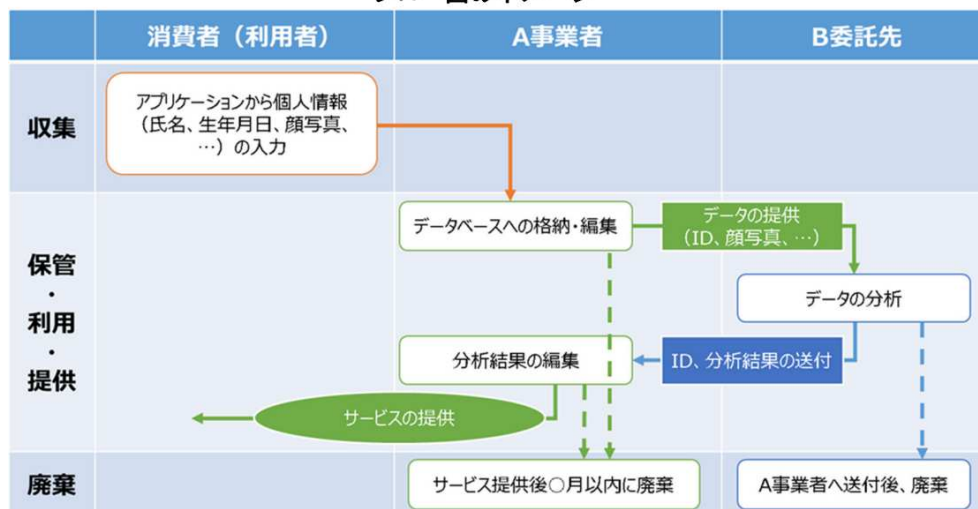 消費者（利用者）
A事業者
B委託先
収集
アプリケーションから個人情報
（氏名、生年月日、顔写真、
…）の入力
保管
・
利用
・
提供
データベースへの格納・編集
データの提供
（ID、顔写真、…）
データの分析
分析結果の編集
ID、分析結果の送付
サービスの提供
廃棄
サービス提供後○月以内に廃棄
A事業者へ送付後、廃棄